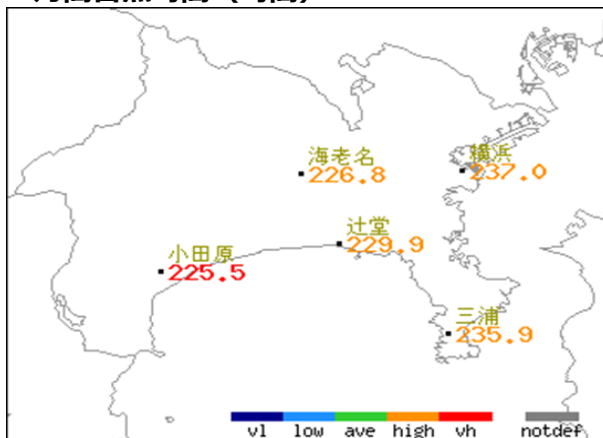 海老名
226.8
横浜
237.0
辻堂
229.9
小田原
225.5
三浦
235.9
vl low ave high vh notdef